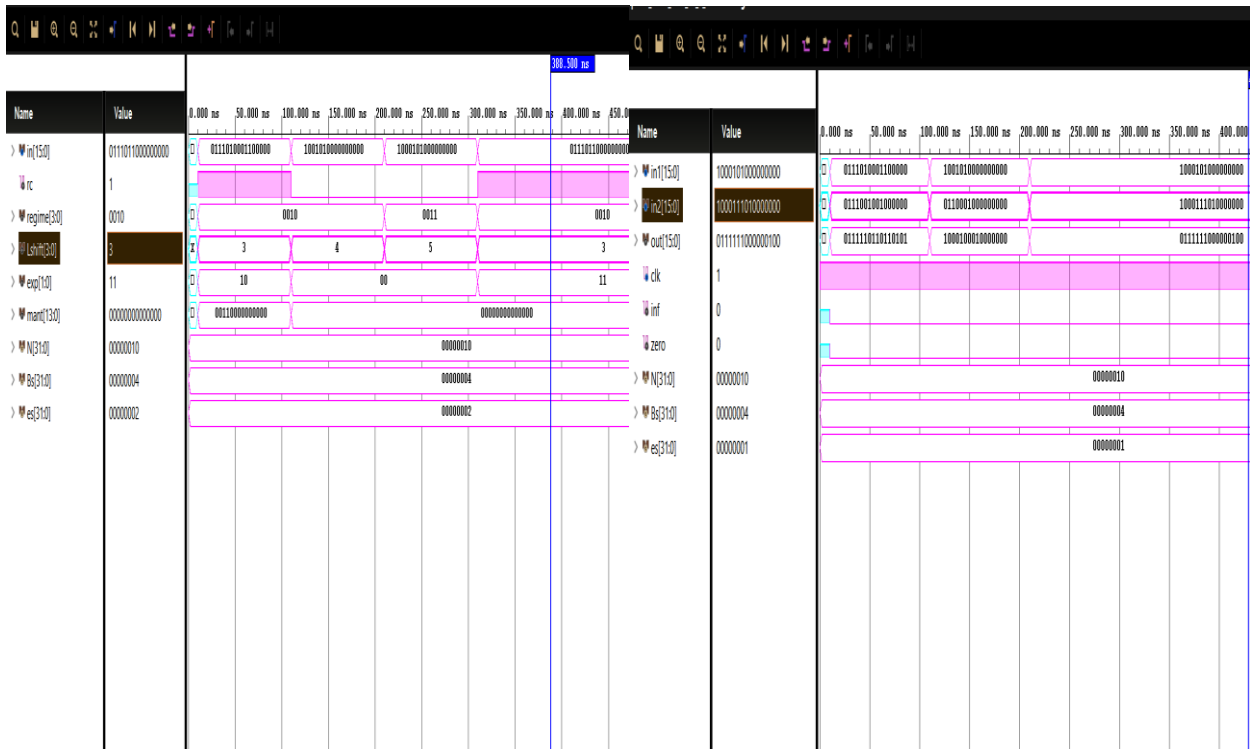 388.500 ns
Name Value 0.000 ns 50.000 ns 100.000 ns 150.000 ns 200.000 ns 250.000 ns 300.000 ns 350.000 ns 400.000 ns 450.0
in[15:0] 0111011000000000 0111010001100000 1001010000000000 1000101000000000 0111011000000000
rc 1
regime[3:0] 0010 0010 0011 0010
Lshift[3:0] 3 3 4 5 3
exp[1:0] 11 10 00 11
mant[13:0] 00000000000000 00110000000000 00000000000000
N[31:0] 00000010 00000010
Bs[31:0] 00000004 00000004
es[31:0] 00000002 00000002
Name Value 0.000 ns 50.000 ns 100.000 ns 150.000 ns 200.000 ns 250.000 ns 300.000 ns 350.000 ns 400.000
in1[15:0] 1000101000000000 0111010001100000 1001010000000000 1000101000000000
in2[15:0] 1000111010000000 0111001001000000 0110001000000000 1000111010000000
out[15:0] 0111111000000100 0111110110110101 1000100010000000 0111111000000100
clk 1
inf 0
zero 0
N[31:0] 00000010 00000010
Bs[31:0] 00000004 00000004
es[31:0] 00000001 00000001